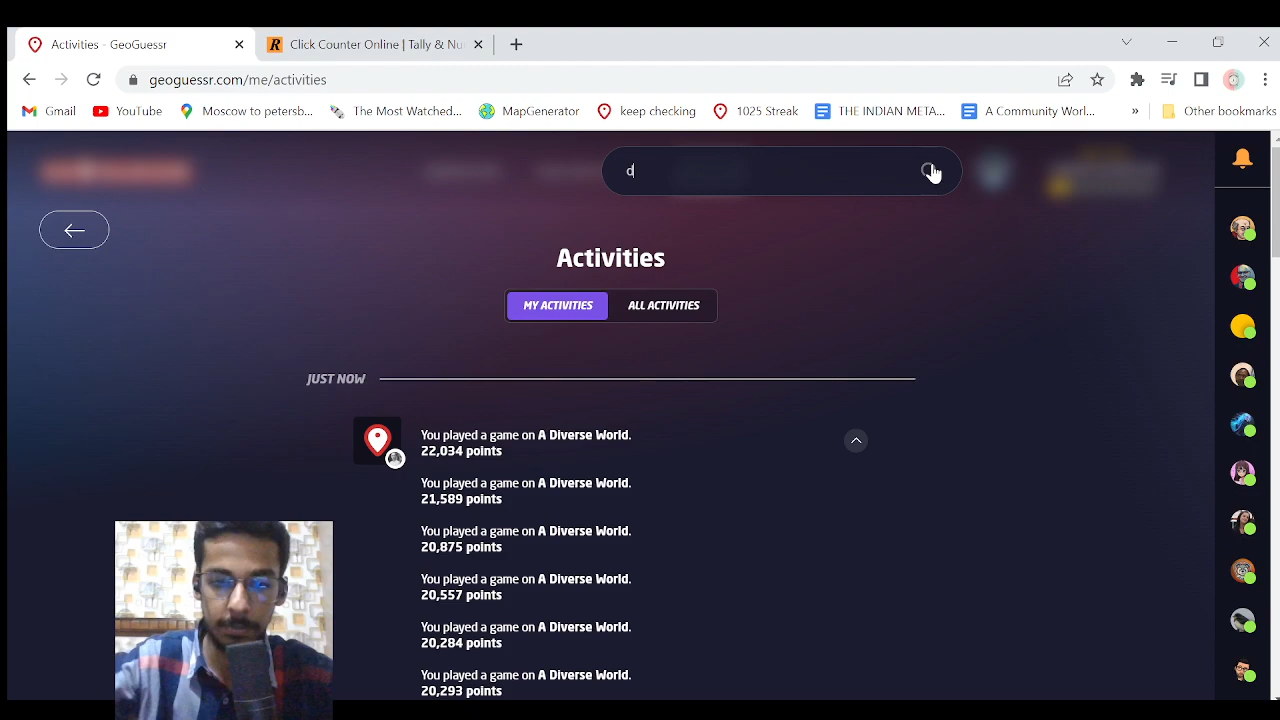 Activities - GeoGuessr
Click Counter Online | Tally & Nu
geoguessr.com/me/activities
Gmail
YouTube
Moscow to petersb...
The Most Watched...
MapGenerator
keep checking
1025 Streak
THE INDIAN META...
A Community Worl...
»
Other bookmarks
d
Activities
MY ACTIVITIES
ALL ACTIVITIES
JUST NOW
You played a game on A Diverse World.
22,034 points
You played a game on A Diverse World.
21,589 points
You played a game on A Diverse World.
20,875 points
You played a game on A Diverse World.
20,557 points
You played a game on A Diverse World.
20,284 points
You played a game on A Diverse World.
20,293 points